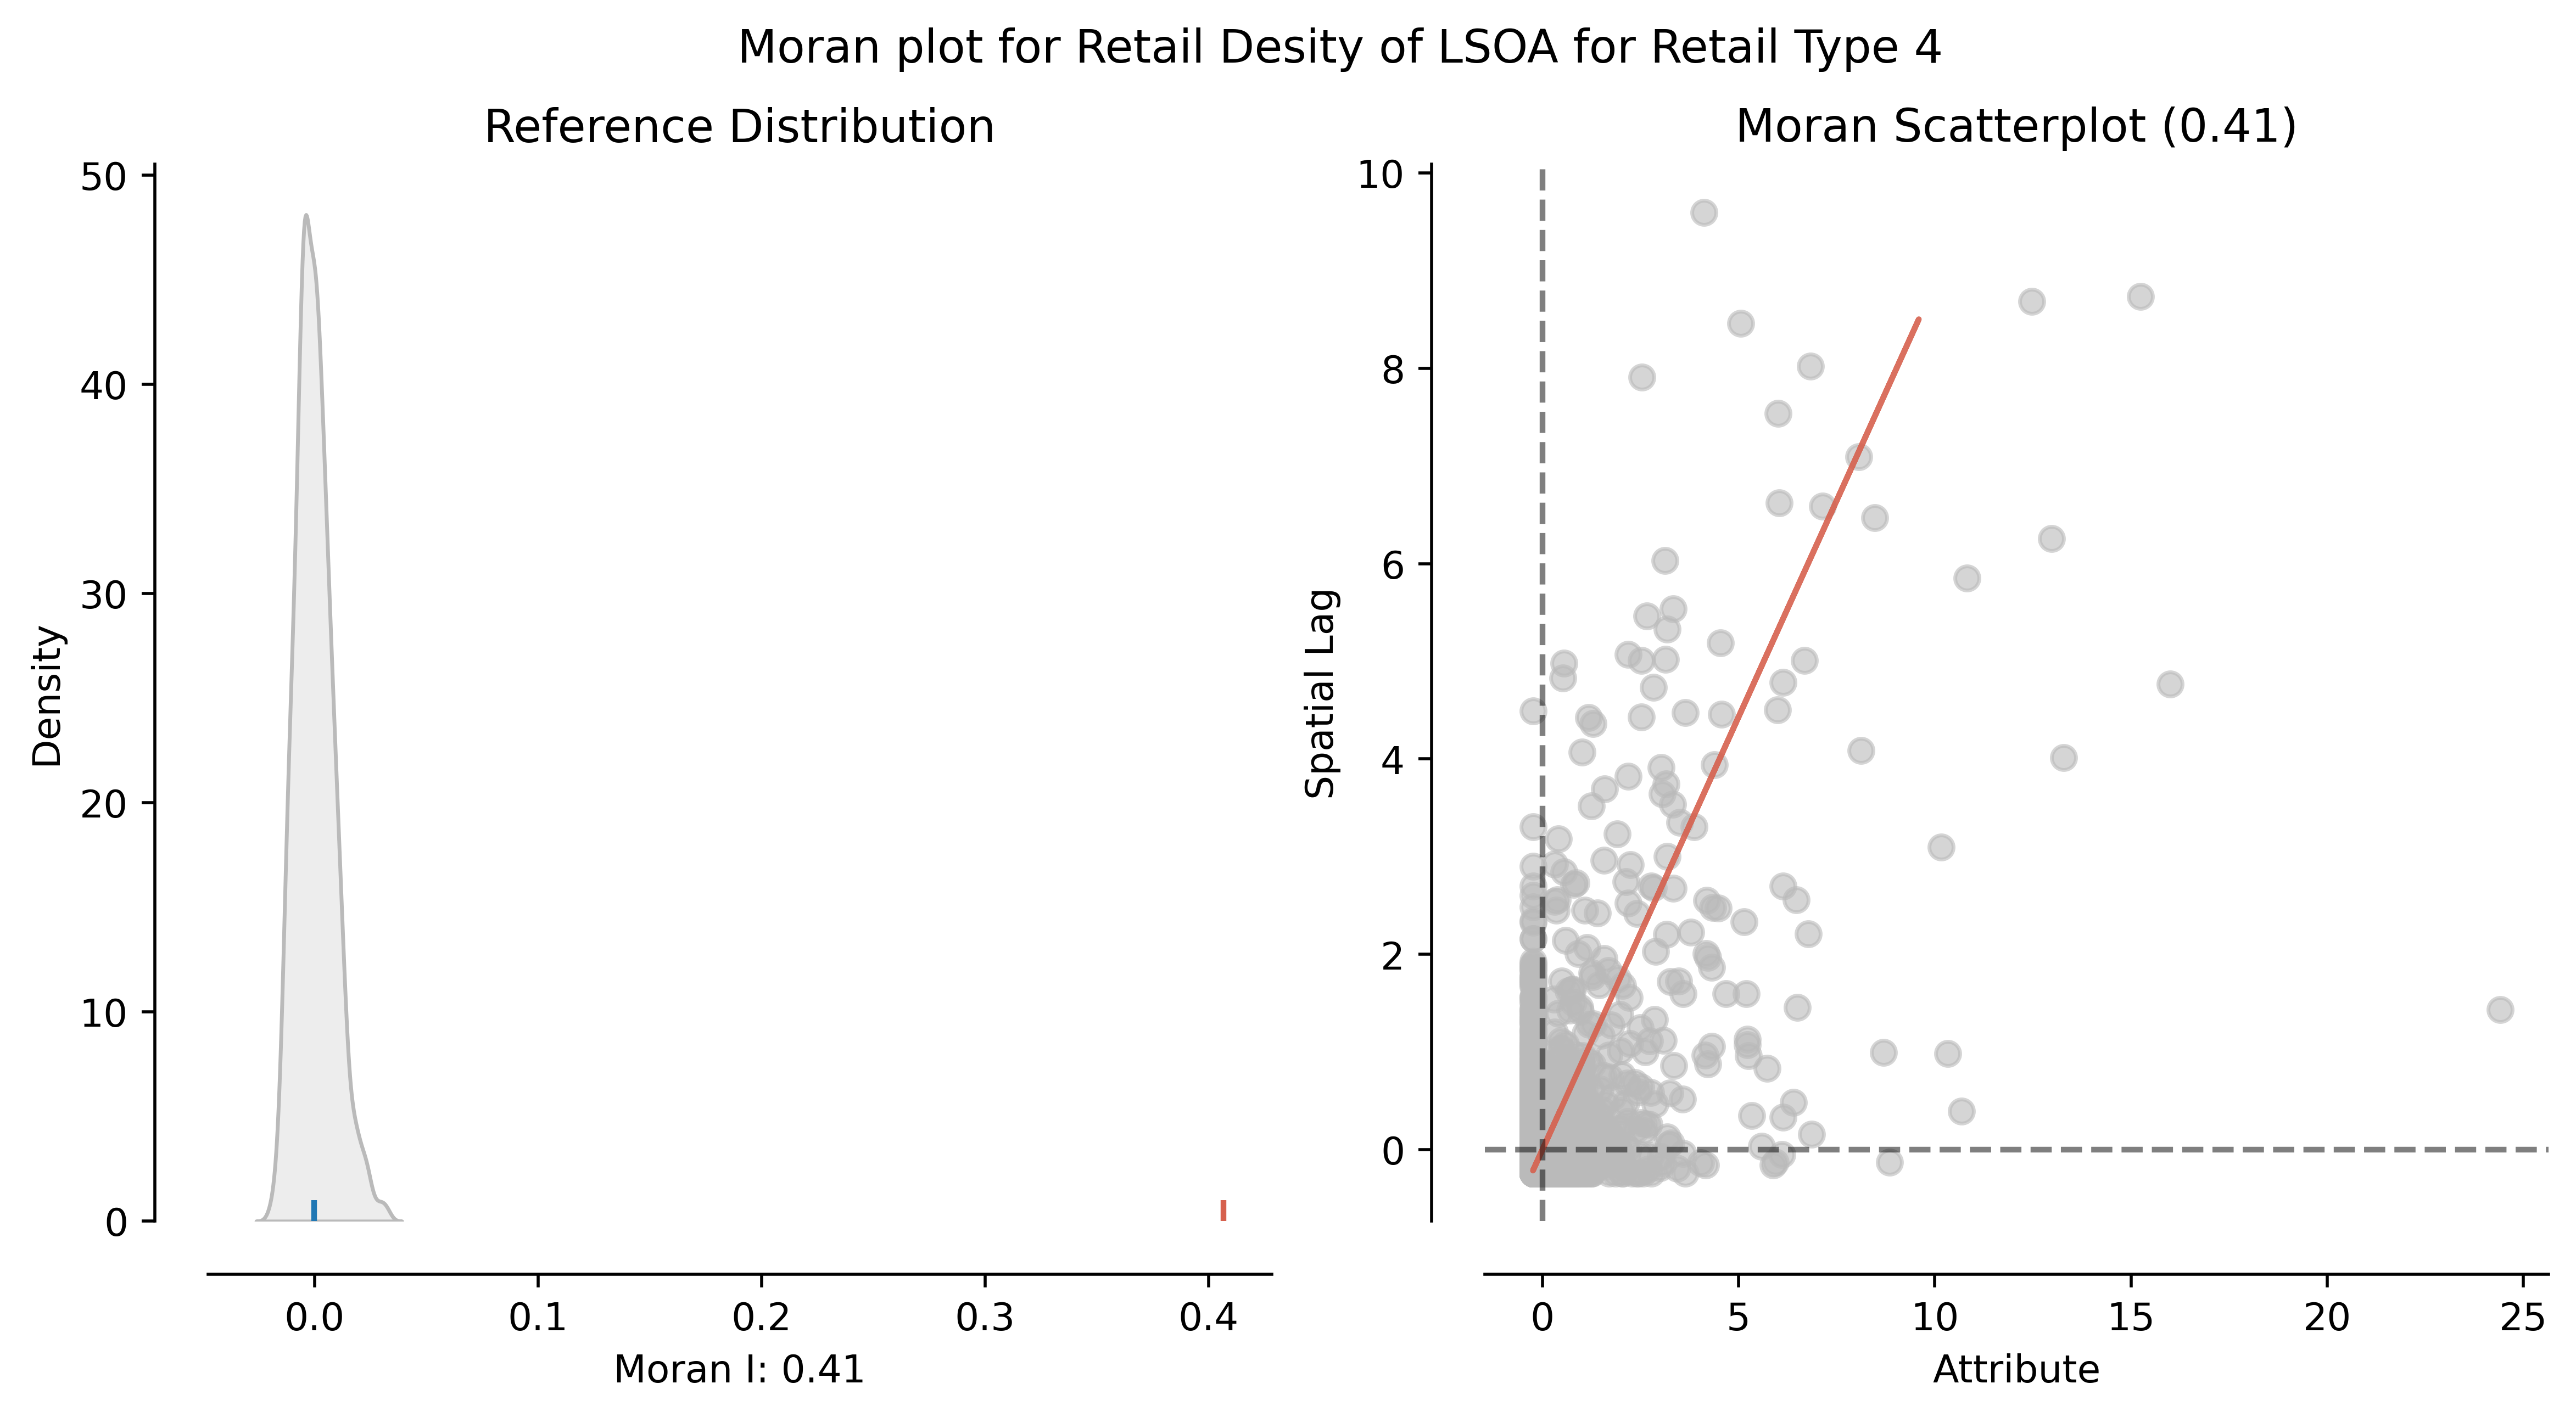 Moran plot for Retail Desity of LSOA for Retail Type 4
Reference Distribution
50
40
30
20
10
0
Density
0.0 0.1 0.2 0.3 0.4
Moran I: 0.41
Moran Scatterplot (0.41)
10
8
6
4
2
0
Spatial Lag
0 5 10 15 20 25
Attribute